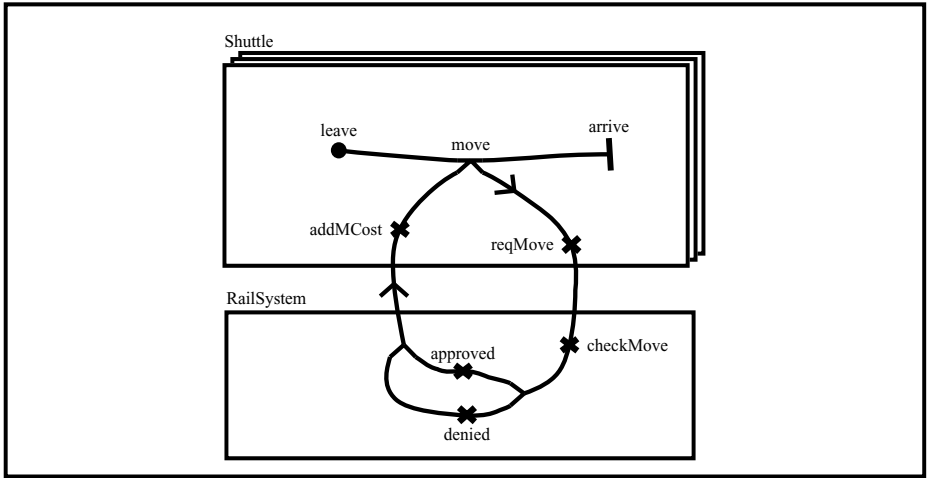 Shuttle
leave
move
arrive
addMCost
reqMove
RailSystem
approved
checkMove
denied